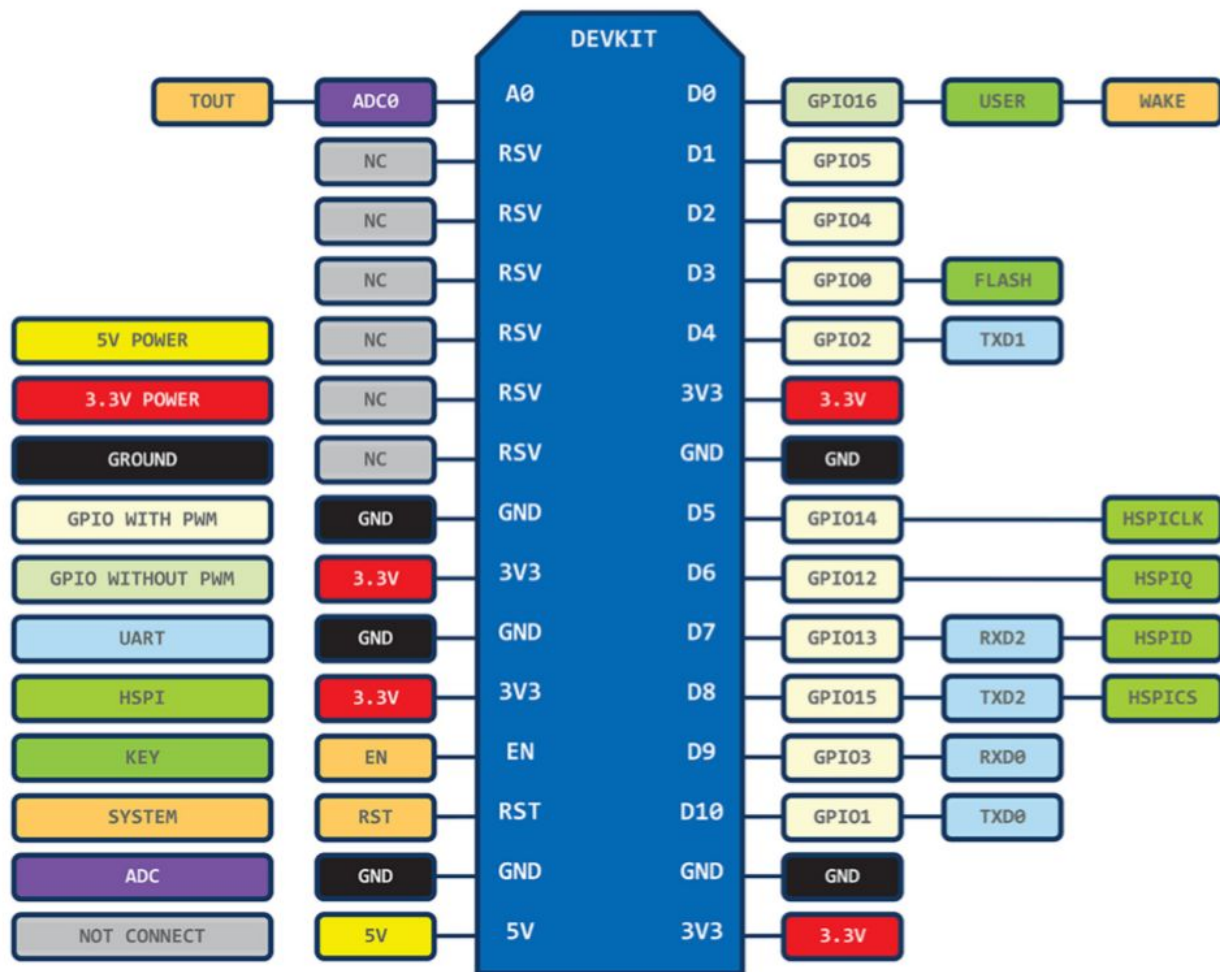 DEVKIT
TOUT ADC0 A0 D0 GPIO16 USER WAKE
NC RSV D1 GPIO5
NC RSV D2 GPIO4
NC RSV D3 GPIO0 FLASH
5V POWER NC RSV D4 GPIO2 TXD1
3.3V POWER NC RSV 3V3 3.3V
GROUND NC RSV GND GND
GPIO WITH PWM GND GND D5 GPIO14 HSPICLK
GPIO WITHOUT PWM 3.3V 3V3 D6 GPIO12 HSPIQ
UART GND GND D7 GPIO13 RXD2 HSPID
HSPI 3.3V 3V3 D8 GPIO15 TXD2 HSPICS
KEY EN EN D9 GPIO3 RXD0
SYSTEM RST RST D10 GPIO1 TXD0
ADC GND GND GND GND
NOT CONNECT 5V 5V 3V3 3.3V